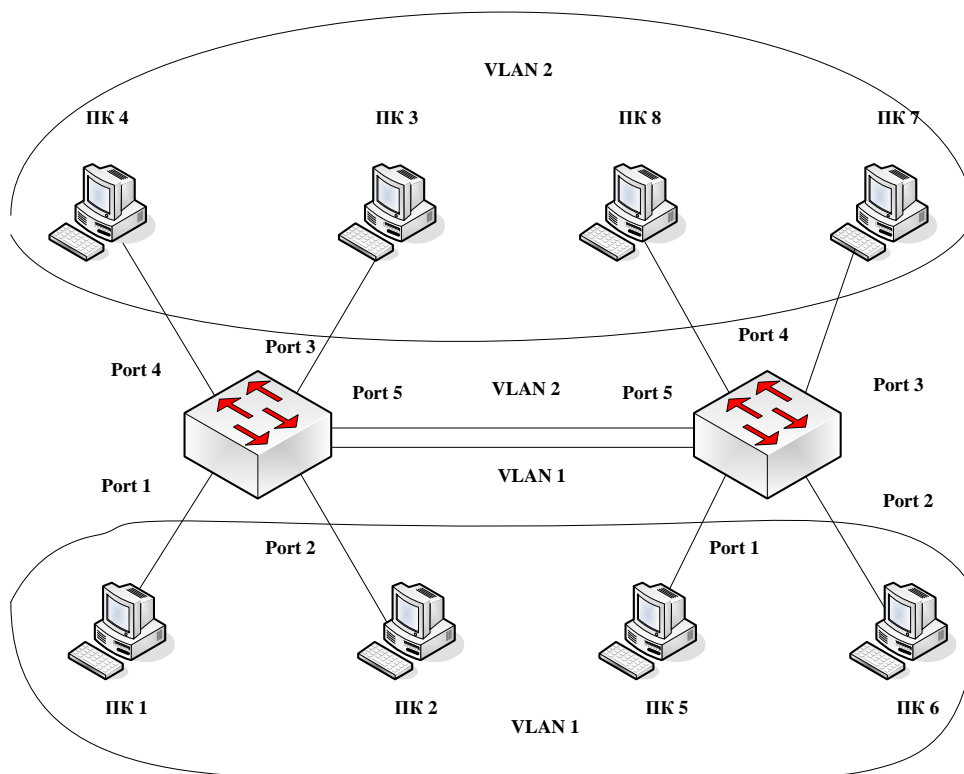 VLAN 2
ПК 4
ПК 3
ПК 8
ПК 7
Port 4
Port 3
Port 5
VLAN 2
Port 5
Port 4
Port 3
Port 1
VLAN 1
Port 2
Port 2
Port 1
ПК 1
ПК 2
ПК 5
ПК 6
VLAN 1